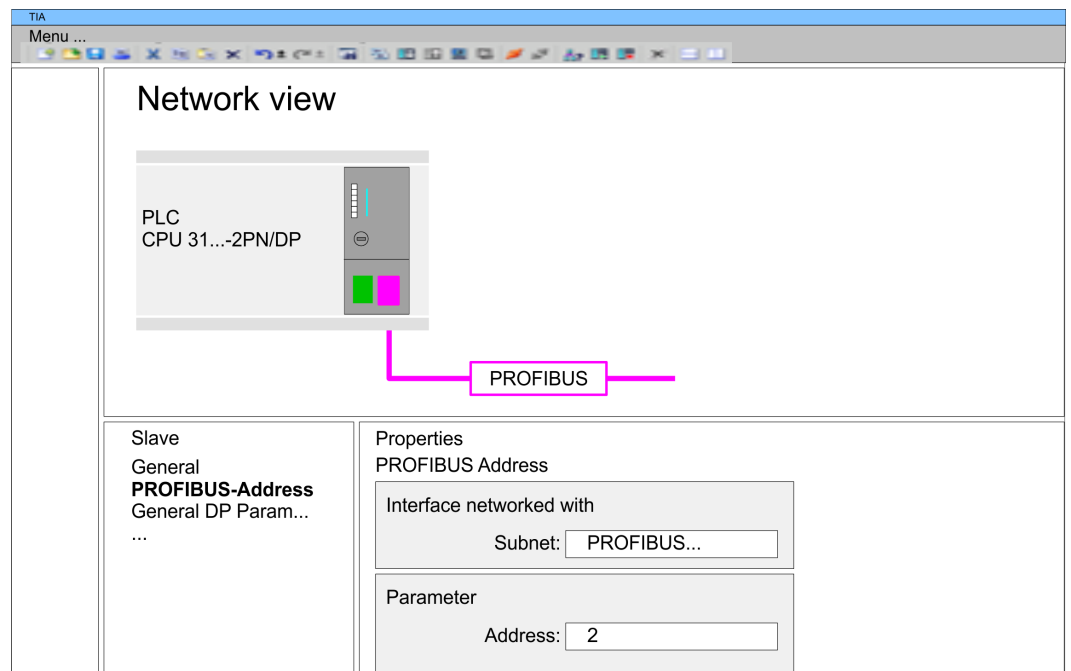 TIA
Menu ...
Network view
PLC
CPU 31...-2PN/DP
PROFIBUS
Slave
General
PROFIBUS-Address
General DP Param...
...
Properties
PROFIBUS Address
Interface networked with
Subnet: PROFIBUS...
Parameter
Address: 2